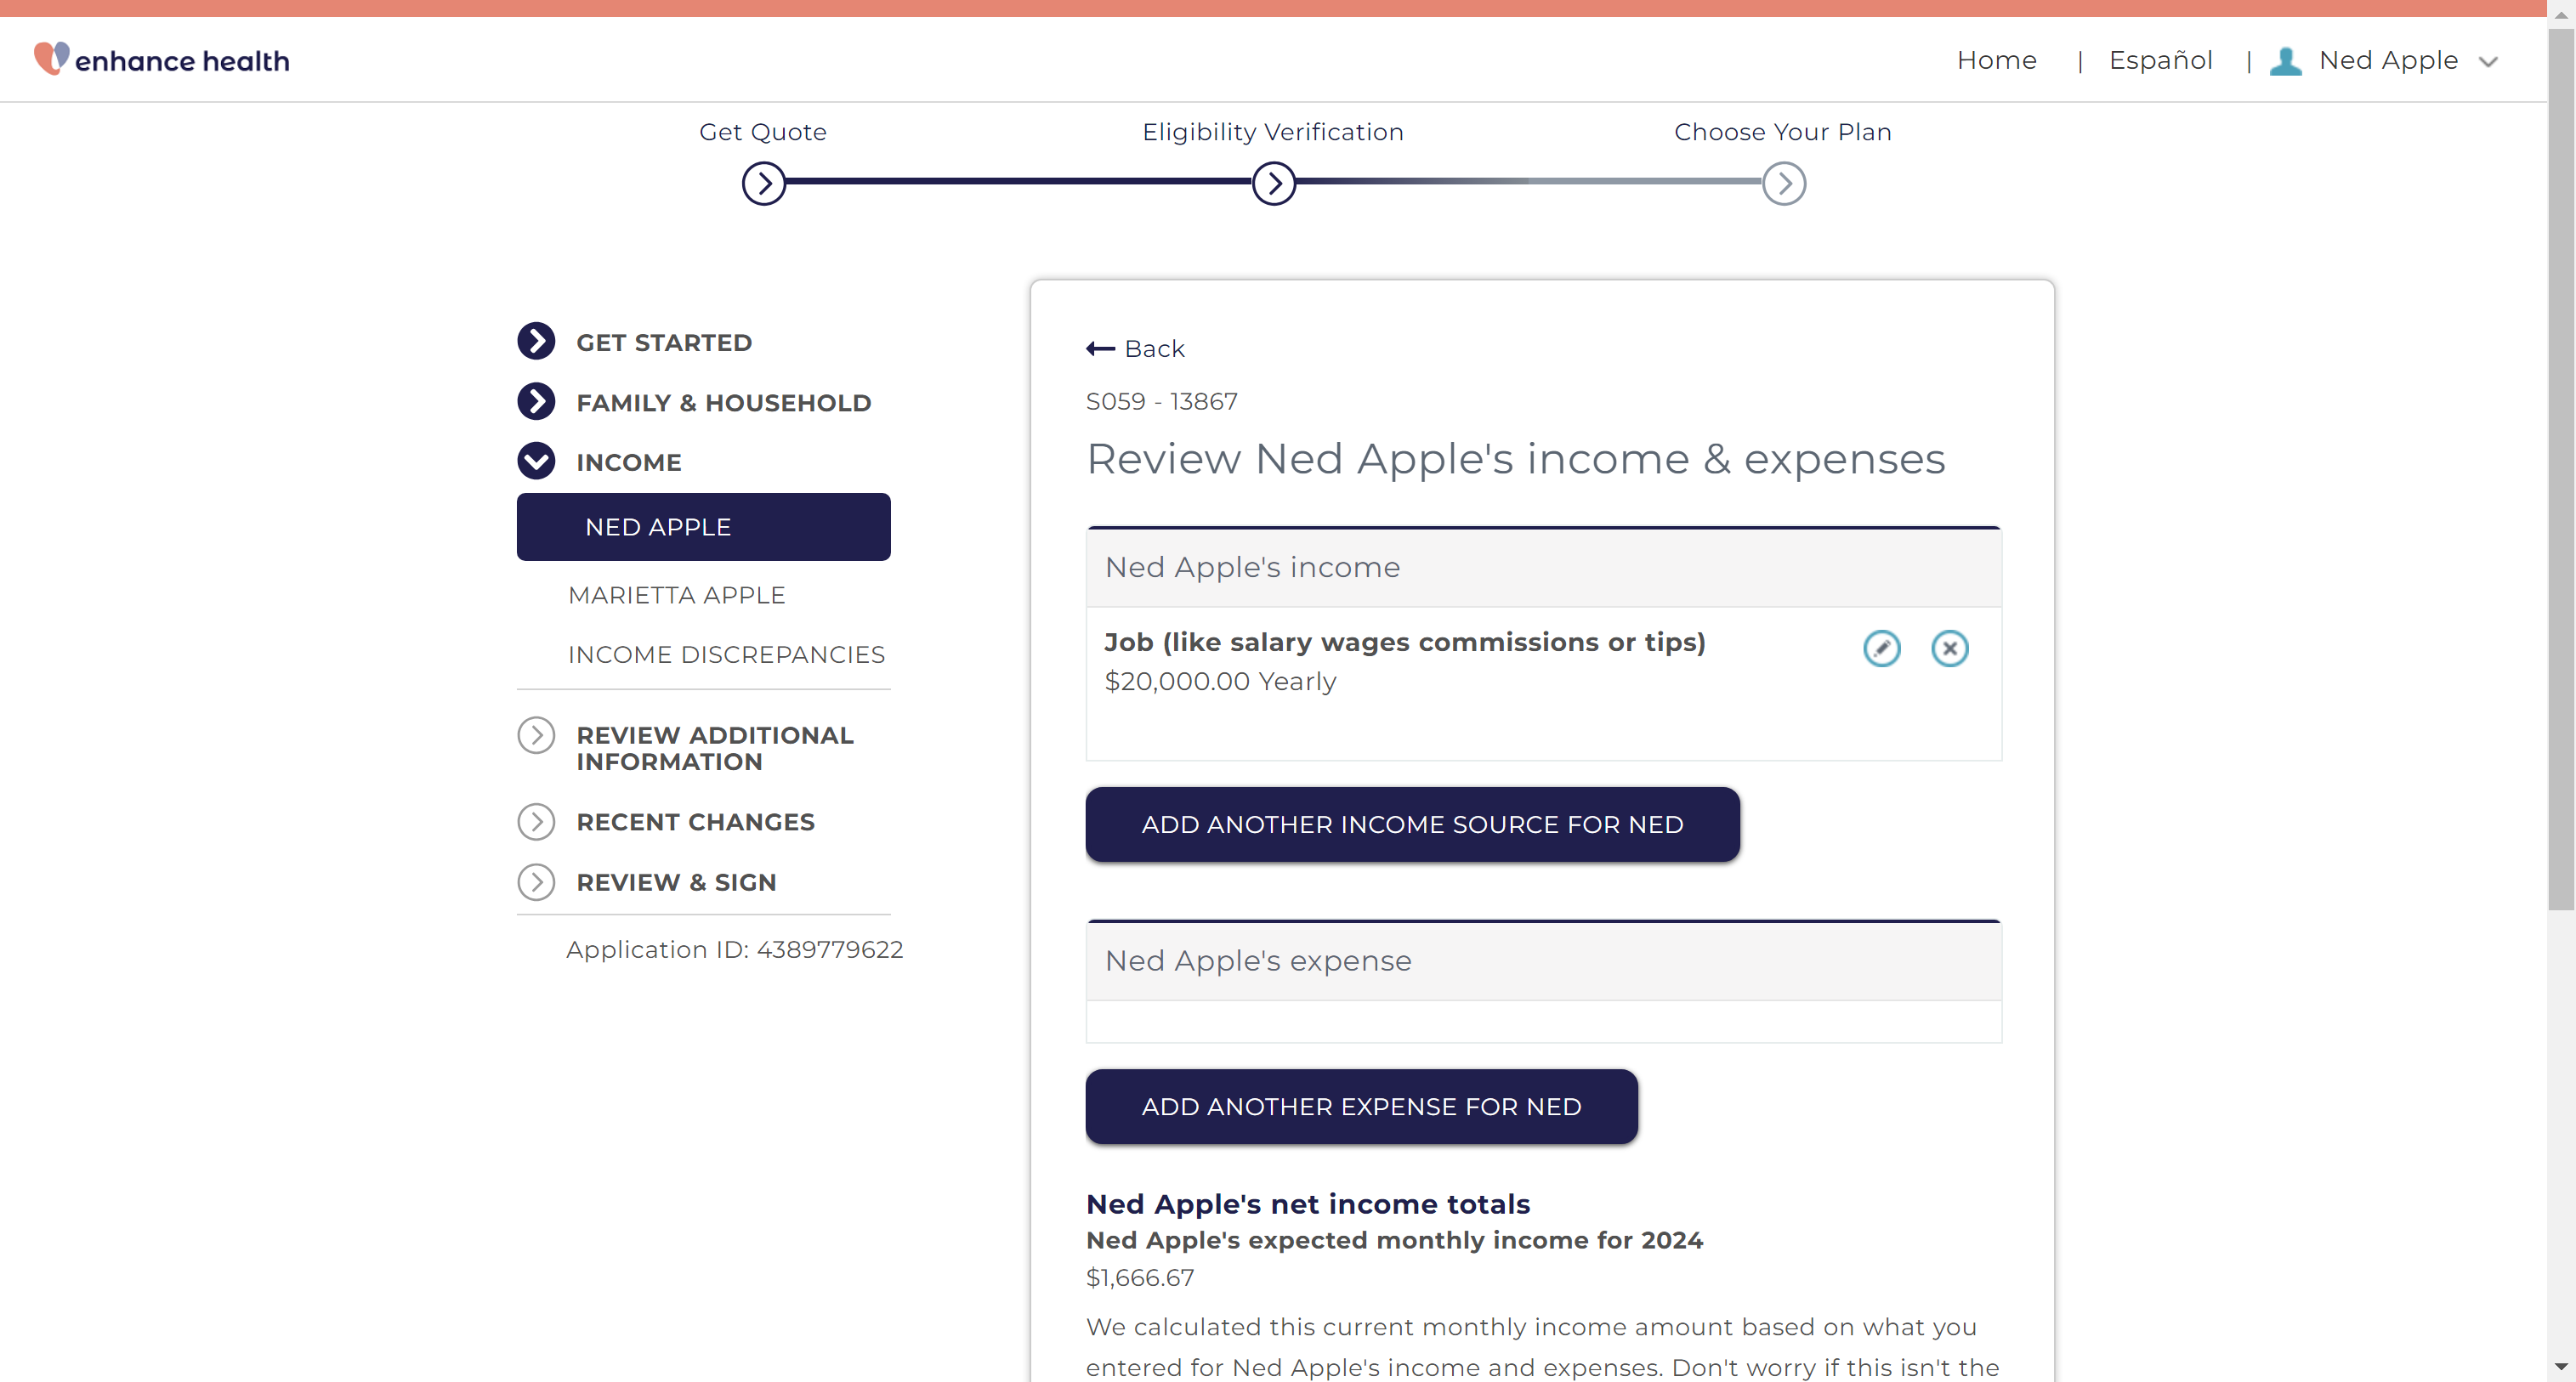 enhance health
Home | Español | Ned Apple
Get Quote
Eligibility Verification
Choose Your Plan
GET STARTED
FAMILY & HOUSEHOLD
INCOME
NED APPLE
MARIETTA APPLE
INCOME DISCREPANCIES
REVIEW ADDITIONAL
INFORMATION
RECENT CHANGES
REVIEW & SIGN
Application ID: 4389779622
Back
S059 - 13867
Review Ned Apple's income & expenses
Ned Apple's income
Job (like salary wages commissions or tips)
$20,000.00 Yearly
ADD ANOTHER INCOME SOURCE FOR NED
Ned Apple's expense
ADD ANOTHER EXPENSE FOR NED
Ned Apple's net income totals
Ned Apple's expected monthly income for 2024
$1,666.67
We calculated this current monthly income amount based on what you
entered for Ned Apple's income and expenses. Don't worry if this isn't the